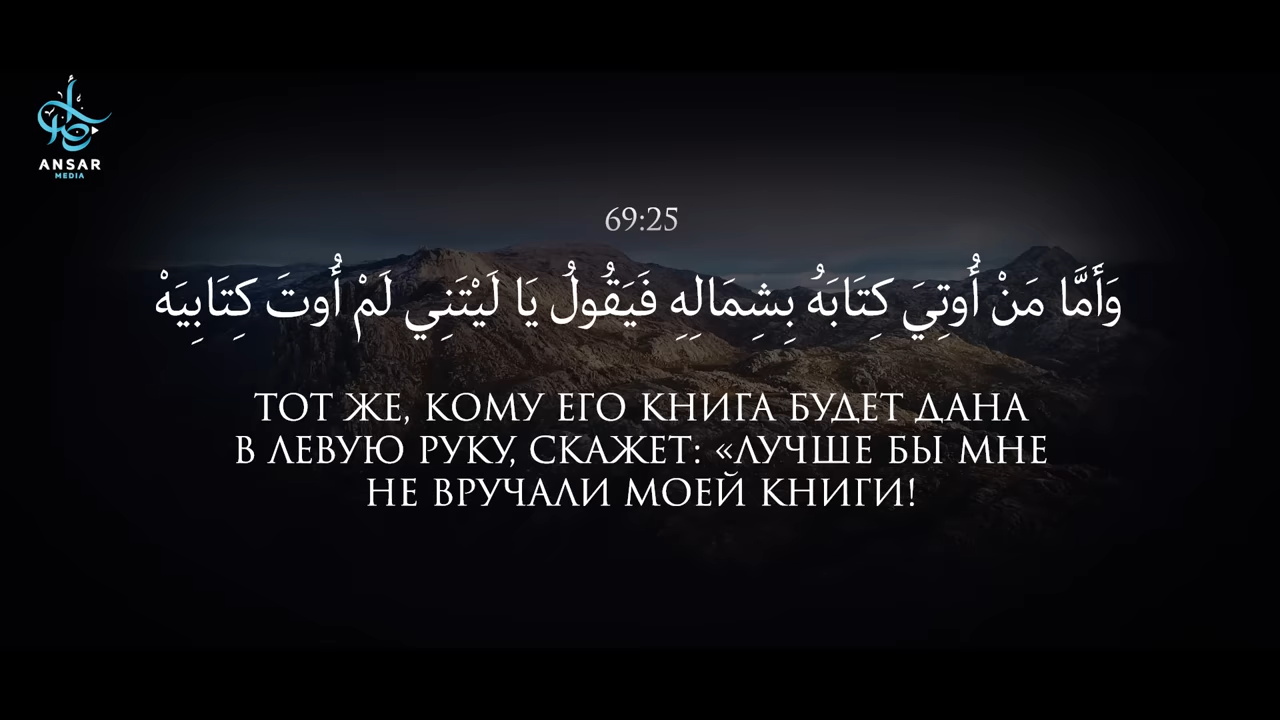 ANSAR
MEDIA
69:25
وَأَمَّا مَنْ أُوتِيَ كِتَابَهُ بِشِمَالِهِ فَيَقُولُ يَا لَيْتَنِي لَمْ أُوتَ كِتَابِيَهْ
ТОТ ЖЕ, КОМУ ЕГО КНИГА БУДЕТ ДАНА
В ЛЕВУЮ РУКУ, СКАЖЕТ: «ЛУЧШЕ БЫ МНЕ
НЕ ВРУЧАЛИ МОЕЙ КНИГИ!